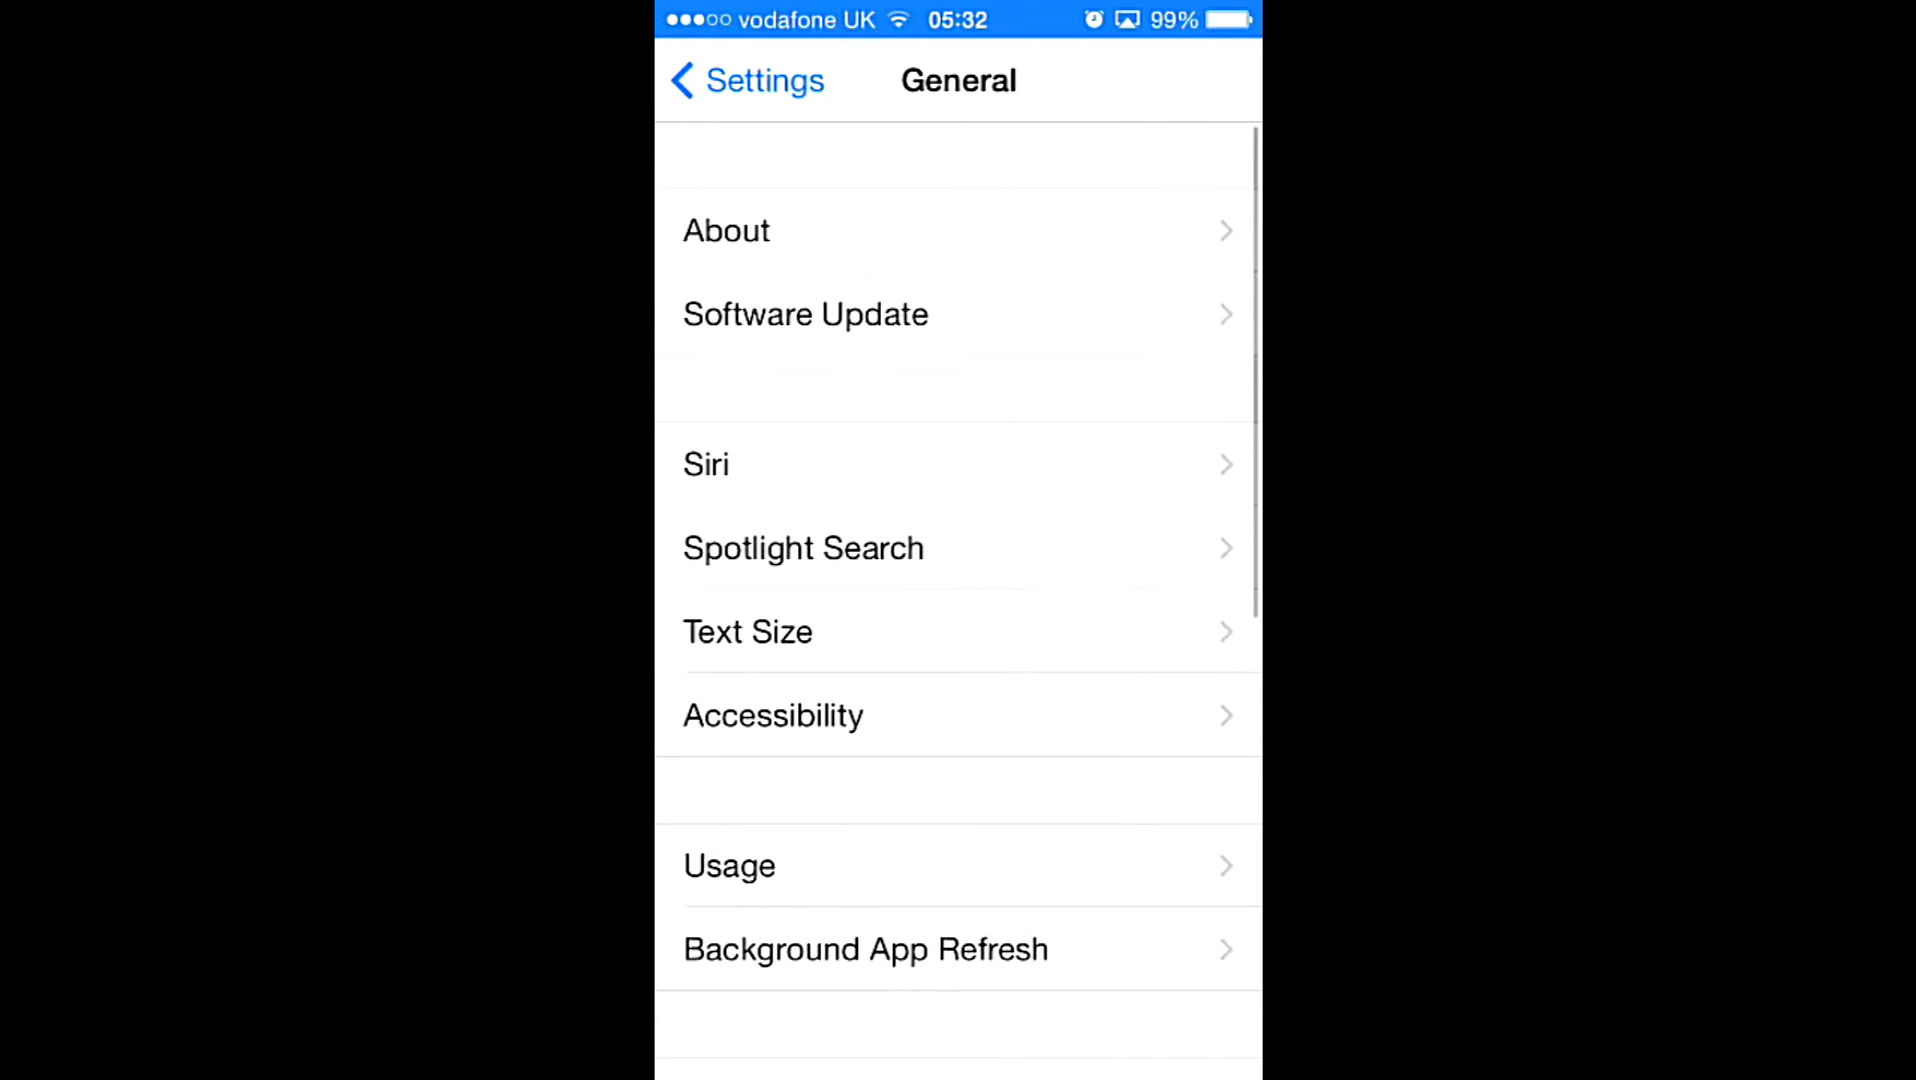 vodafone UK 05:32 99%
Settings General
About
Software Update
Siri
Spotlight Search
Text Size
Accessibility
Usage
Background App Refresh